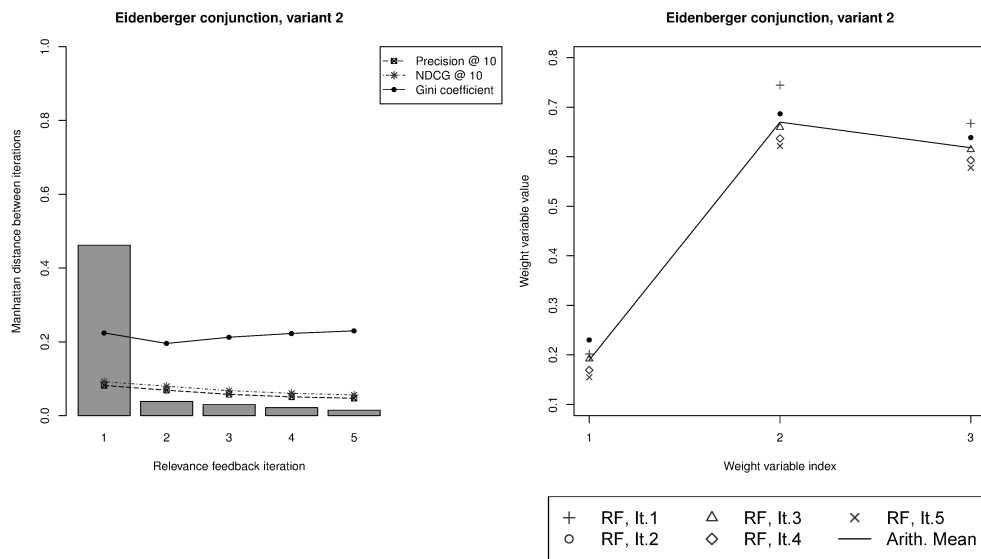 Eidenberger conjunction, variant 2
Manhattan distance between iterations
1.0
0.8
0.6
0.4
0.2
0.0
Precision @ 10
NDCG @ 10
Gini coefficient
1 2 3 4 5
Relevance feedback iteration
Eidenberger conjunction, variant 2
Weight variable value
0.8
0.7
0.6
0.5
0.4
0.3
0.2
0.1
1 2 3
Weight variable index
RF, It.1 RF, It.3 RF, It.5
RF, It.2 RF, It.4 Arith. Mean